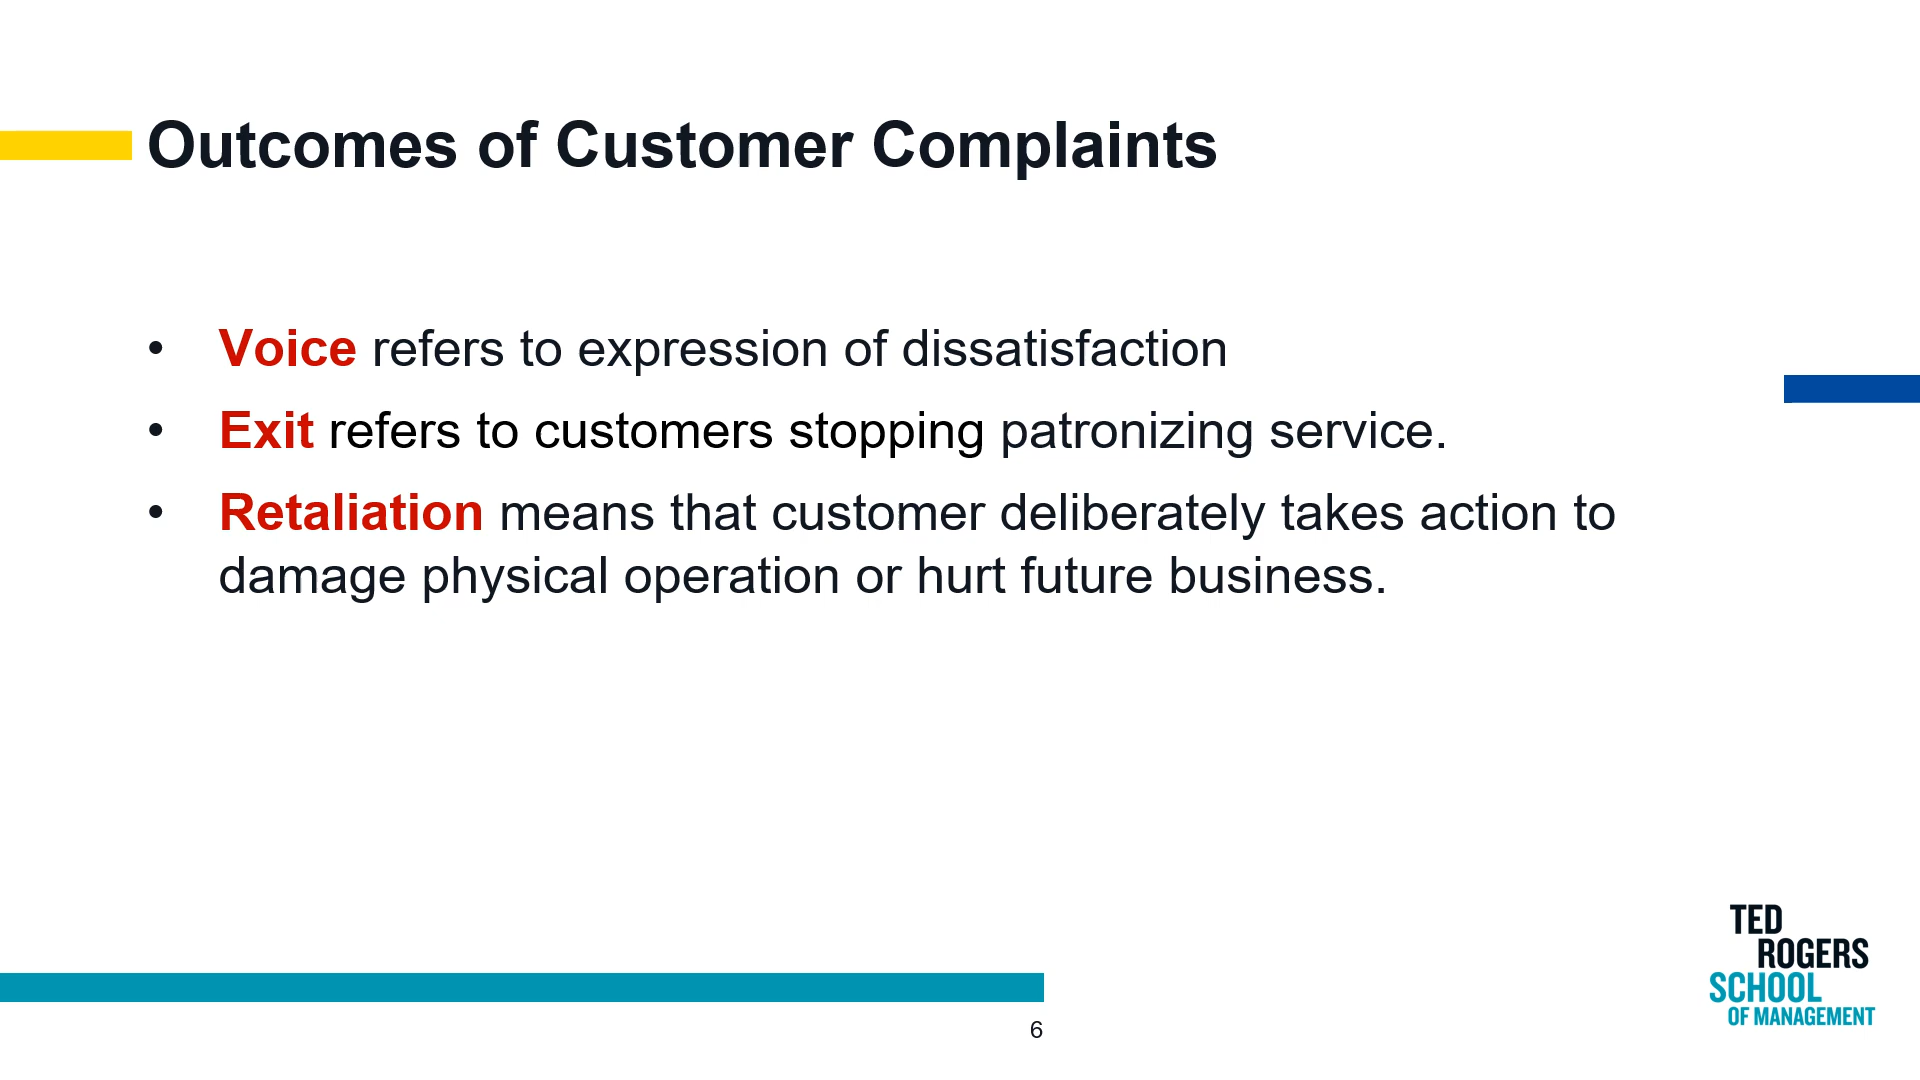 Outcomes of Customer Complaints
• Voice refers to expression of dissatisfaction
• Exit refers to customers stopping patronizing service.
• Retaliation means that customer deliberately takes action to
damage physical operation or hurt future business.
TED
ROGERS
SCHOOL
OF MANAGEMENT
6